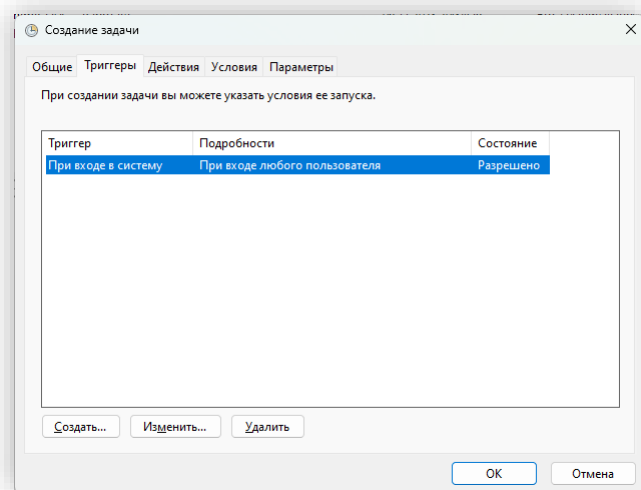 Создание задачи
Общие Триггеры Действия Условия Параметры
При создании задачи вы можете указать условия ее запуска.
Триггер Подробности Состояние
При входе в систему При входе любого пользователя Разрешено
Создать... Изменить... Удалить
ОК Отмена